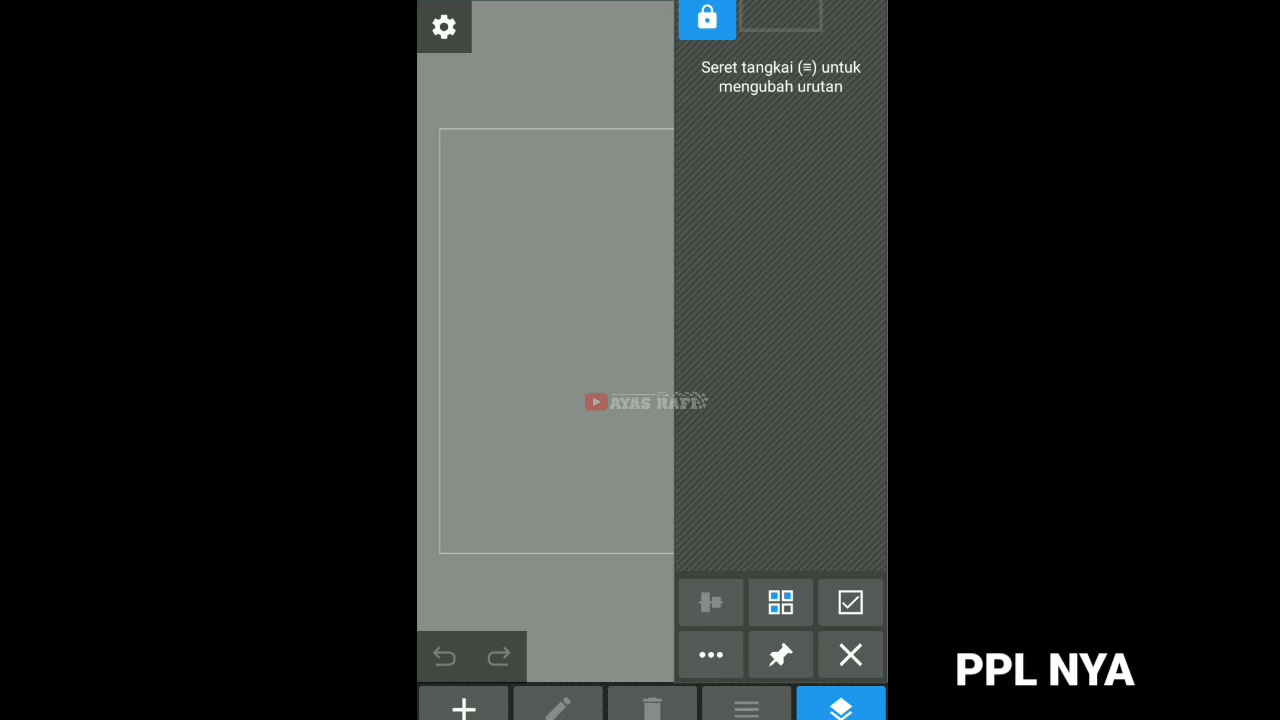 Seret tangkai (≡) untuk
mengubah urutan
AYAS RAFI
PPL NYA